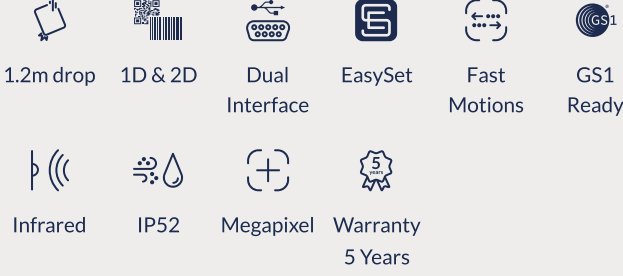 GS1
1.2m drop 1D & 2D Dual EasySet Fast GS1
Interface Motions Ready
5
years
Infrared IP52 Megapixel Warranty
5 Years